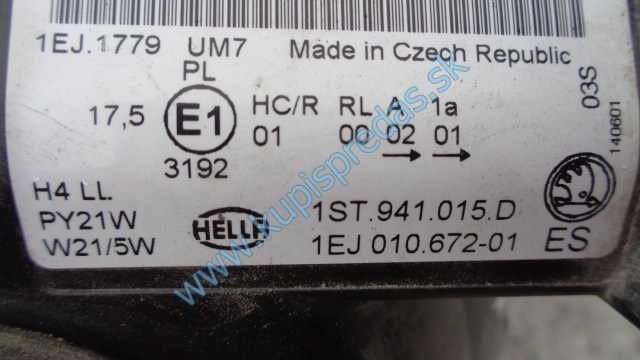 1EJ.1779 UM7 Made in Czech Republic
PL
17,5 E1 HC/R RL A 1a
01 00 02 01
3192
H4 LL
PY21W
W21/5W
HELLA 1ST.941.015.D
1EJ 010.672-01 ES
140601 03S
www.kupispredas.sk